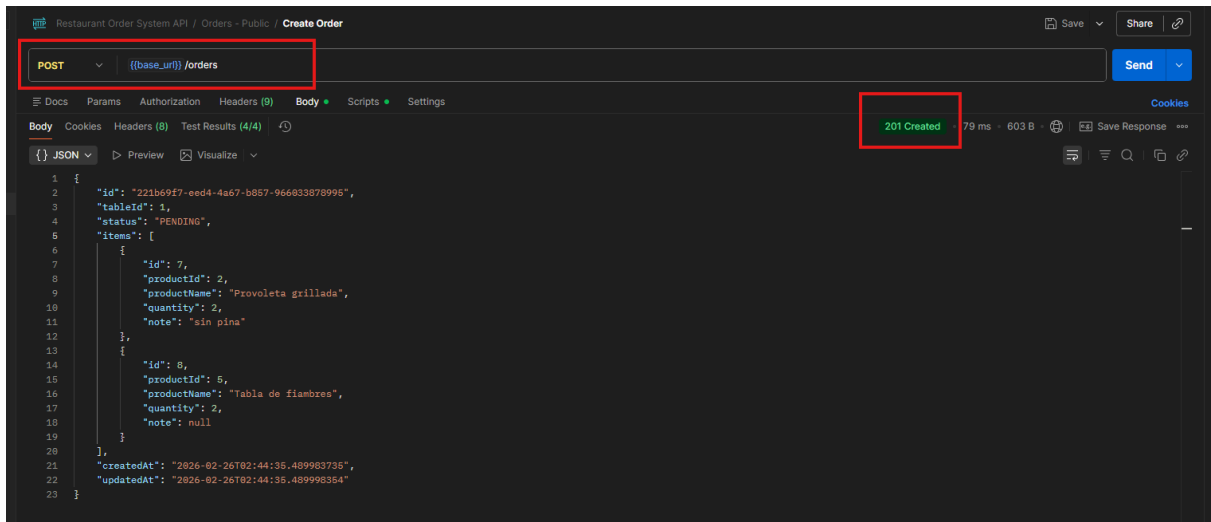 HTTP Restaurant Order System API / Orders - Public / Create Order Save Share
POST {{base_url}} /orders Send
Docs Params Authorization Headers (9) Body Scripts Settings Cookies
Body Cookies Headers (8) Test Results (4/4) 201 Created 79 ms 603 B e.g. Save Response
{} JSON Preview Visualize
1 {
2 "id": "221b69f7-eed4-4a67-b857-966033878995",
3 "tableId": 1,
4 "status": "PENDING",
5 "items": [
6 {
7 "id": 7,
8 "productId": 2,
9 "productName": "Provoleta grillada",
10 "quantity": 2,
11 "note": "sin pina"
12 },
13 {
14 "id": 8,
15 "productId": 5,
16 "productName": "Tabla de fiambres",
17 "quantity": 2,
18 "note": null
19 }
20 ],
21 "createdAt": "2026-02-26T02:44:35.489983735",
22 "updatedAt": "2026-02-26T02:44:35.489998354"
23 }